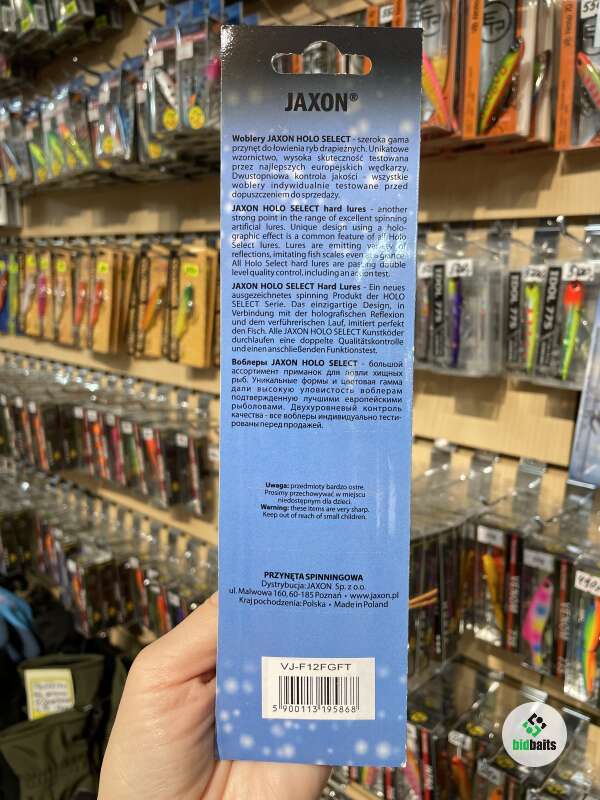 JAXON®
Woblery JAXON HOLO SELECT - szeroka gama
przynęt do łowienia ryb drapieżnych. Unikatowe
wzornictwo, wysoka skuteczność testowana
przez najlepszych europejskich wędkarzy.
Dwustopniowa kontrola jakości - wszystkie
woblery indywidualnie testowane przed
dopuszczeniem do sprzedaży.
JAXON HOLO SELECT hard lures - another
strong point in the range of excellent spinning
artificial lures. Unique design using a holo-
graphic effect is a common feature of all Holo
Select lures. Lures are emitting variety of
reflections, imitating fish scales even at a glance.
All Holo Select hard lures are passing double
level quality control, including an action test.
JAXON HOLO SELECT Hard Lures - Ein neues
ausgezeichnetes spinning Produkt der HOLO
SELECT Serie. Das einzigartige Design, in
Verbindung mit der holografischen Reflexion
und dem verführerischen Lauf, imitiert perfekt
den Fisch. Alle JAXON HOLO SELECT Kunstköder
durchlaufen eine doppelte Qualitätskontrolle
und einen anschließenden Funktionstest.
Воблеры JAXON HOLO SELECT - большой
ассортимент приманок для ловли хищных
рыб. Уникальные формы и цветовая гамма
дали высокую уловистость воблерам
подтвержденную лучшими европейскими
рыболовами. Двухуровневый контроль
качества - все воблеры индивидуально тести-
рованы перед продажей.
Uwaga: przedmioty bardzo ostre.
Prosimy przechowywać w miejscu
niedostępnym dla dzieci.
Warning: these items are very sharp.
Keep out of reach of small children.
PRZYNĘTA SPINNINGOWA
Dystrybucja: JAXON Sp. z o.o.
ul. Malwowa 160, 60-185 Poznań • www.jaxon.pl
Kraj pochodzenia: Polska • Made in Poland
VJ-F12FGFT
5 900113 195868
bidbaits